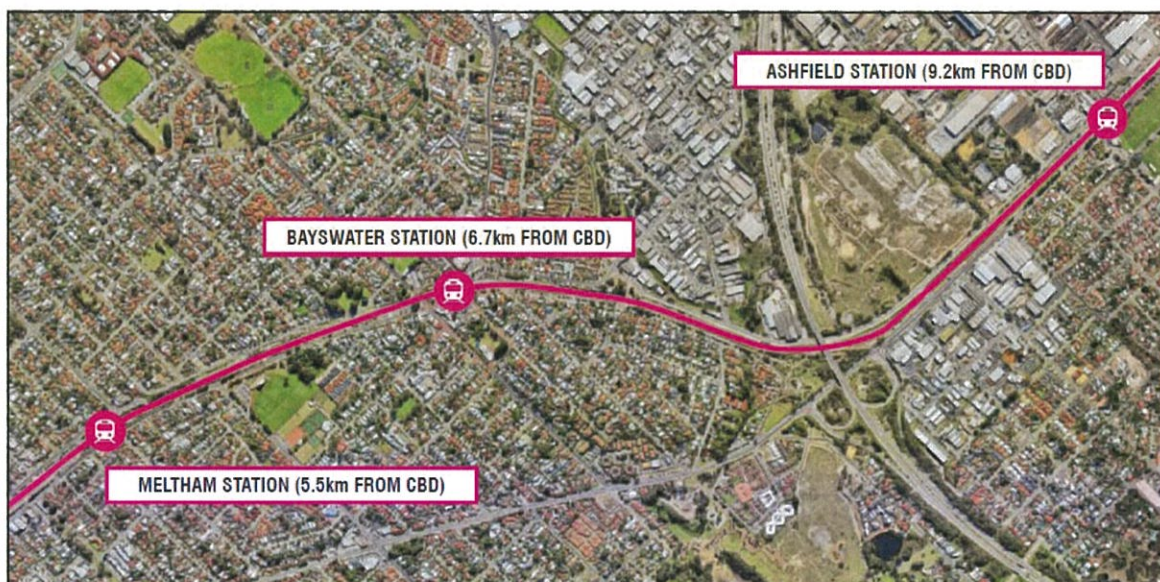 ASHFIELD STATION (9.2km FROM CBD)
BAYSWATER STATION (6.7km FROM CBD)
MELTHAM STATION (5.5km FROM CBD)